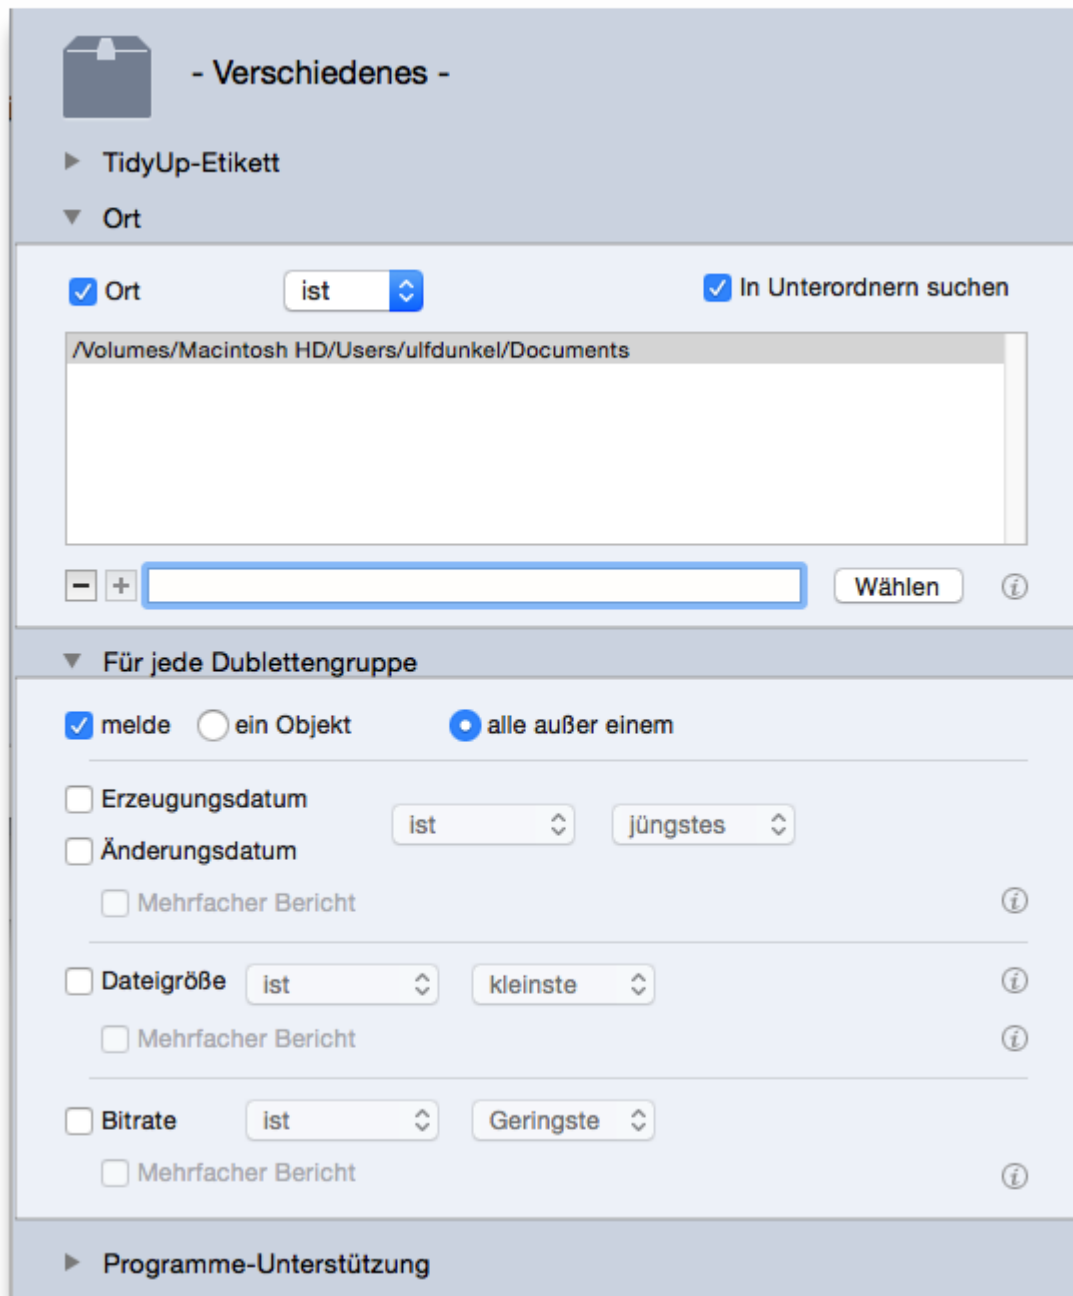 - Verschiedenes -
TidyUp-Etikett
Ort
Ort ist In Unterordnern suchen
/Volumes/Macintosh HD/Users/ulfdunkel/Documents
Wählen
Für jede Dublettengruppe
melde ein Objekt alle außer einem
Erzeugungsdatum
ist jüngstes
Änderungsdatum
Mehrfacher Bericht
Dateigröße ist kleinste
Mehrfacher Bericht
Bitrate ist Geringste
Mehrfacher Bericht
Programme-Unterstützung